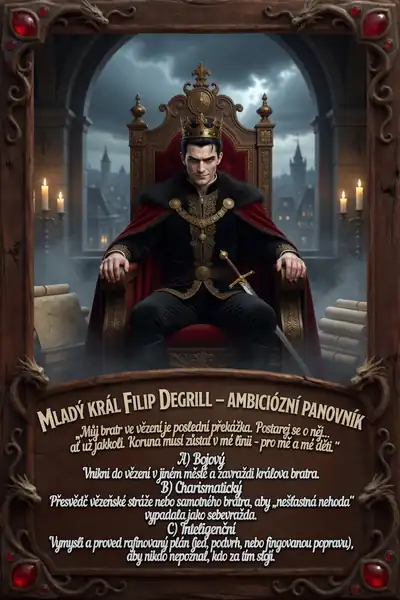 Mladý král Filip Degrill – ambiciózní panovník
„Můj bratr ve vězení je poslední překážka. Postarej se o něj...
ať už jakkoli. Koruna musí zůstat v mé linii - pro mě a mé děti.“
A) Bojový
Vnikni do vězení v jiném městě a zavraždi králova bratra.
B) Charismatický
Přesvědč vězeňské stráže nebo samotného bratra, aby „nešťastná nehoda“
vypadala jako sebevražda.
C) Inteligenční
Vymysli a proveď rafinovaný plán (jed, podvrh, nebo fingovanou popravu),
aby nikdo nepoznal, kdo za tím stojí.